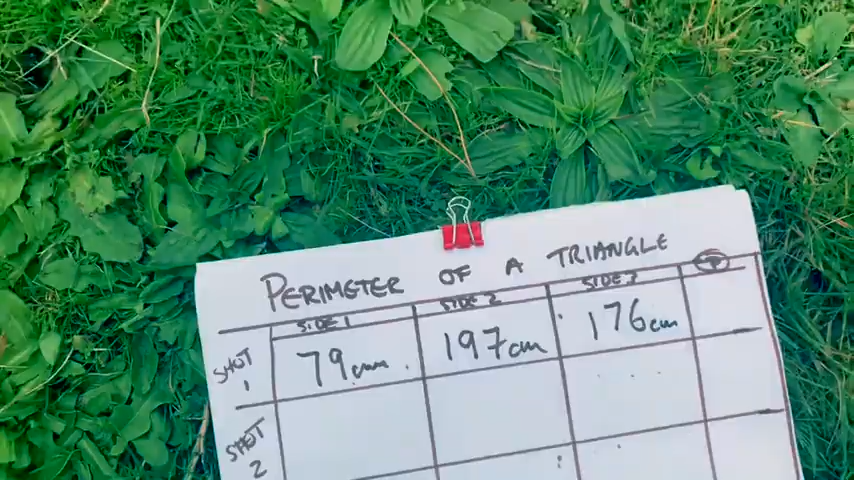 PERIMETER OF A TRIANGLE
SIDE 1 SIDE 2 SIDE 3 P
SHOT 1 79cm 197cm 176cm
SHOT 2